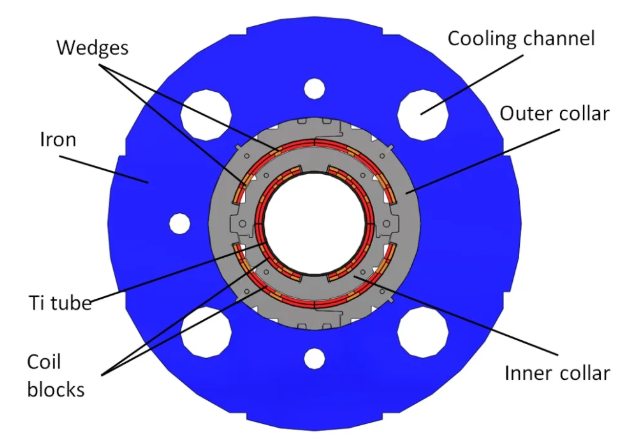 Wedges
Cooling channel
Outer collar
Iron
Ti tube
Coil
blocks
Inner collar